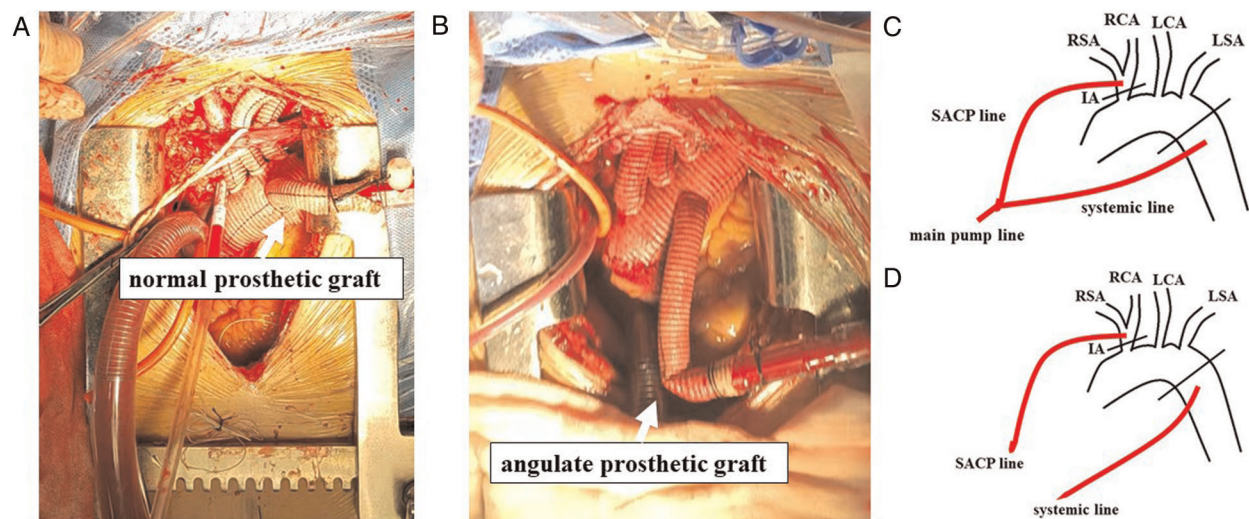 A
normal prosthetic graft
B
angulate prosthetic graft
C
RCA LCA
RSA LSA
IA
SACP line
systemic line
main pump line
D
RCA LCA
RSA LSA
IA
SACP line
systemic line